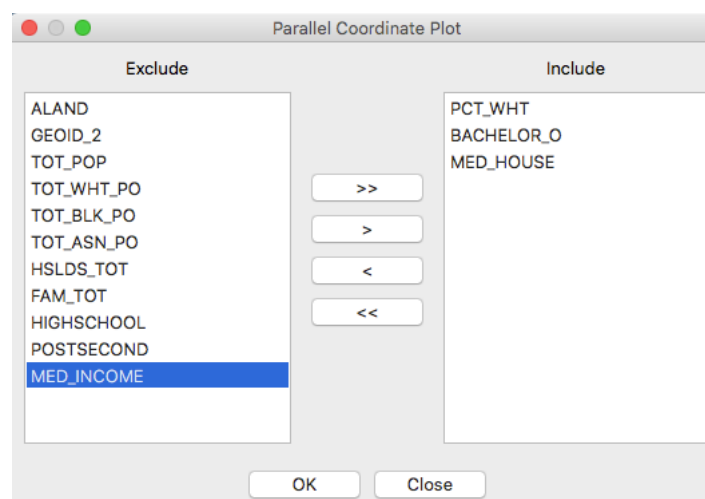 Parallel Coordinate Plot
Exclude
Include
ALAND
GEOID_2
TOT_POP
TOT_WHT_PO
TOT_BLK_PO
TOT_ASN_PO
HSLDS_TOT
FAM_TOT
HIGHSCHOOL
POSTSECOND
MED_INCOME
>>
>
<
<<
PCT_WHT
BACHELOR_O
MED_HOUSE
OK
Close